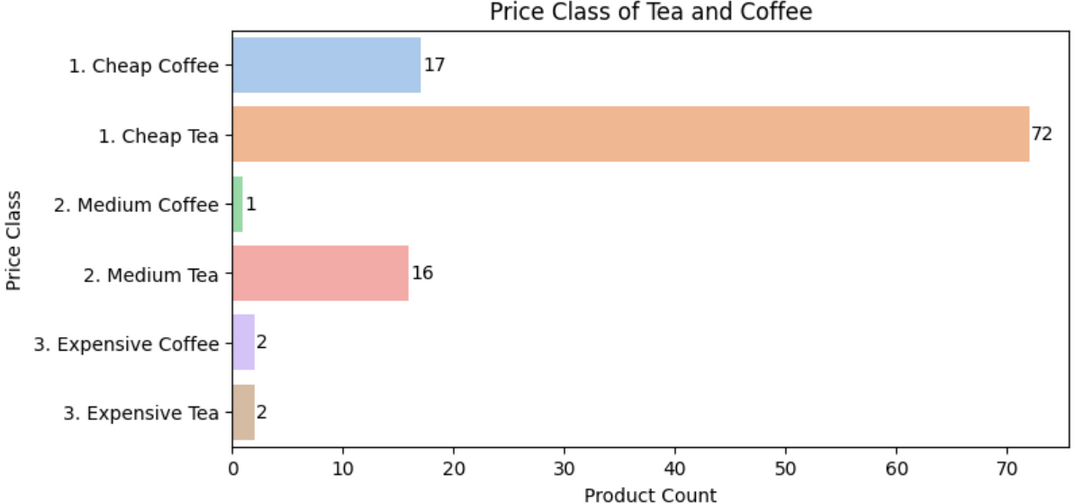 Price Class of Tea and Coffee
Price Class
1. Cheap Coffee 17
1. Cheap Tea 72
2. Medium Coffee 1
2. Medium Tea 16
3. Expensive Coffee 2
3. Expensive Tea 2
0 10 20 30 40 50 60 70
Product Count